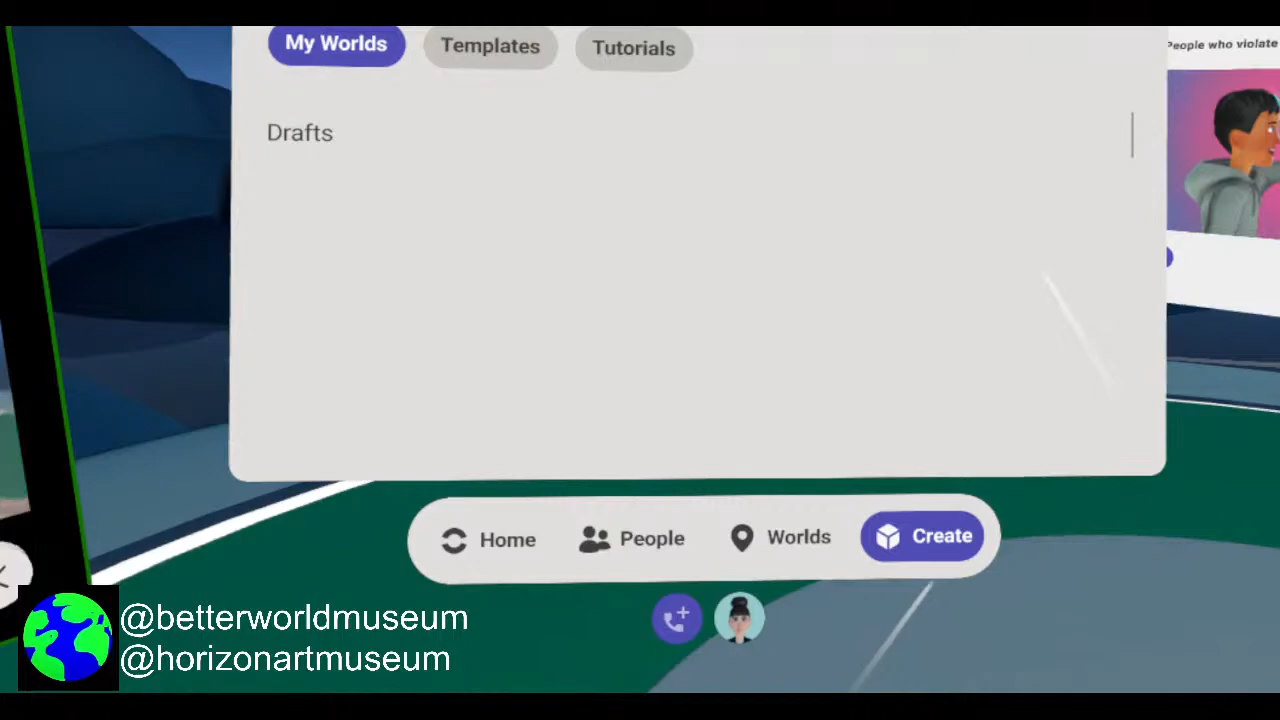 My Worlds
Templates
Tutorials
People who violate
Drafts
Home
People
Worlds
Create
@betterworldmuseum
@horizonartmuseum